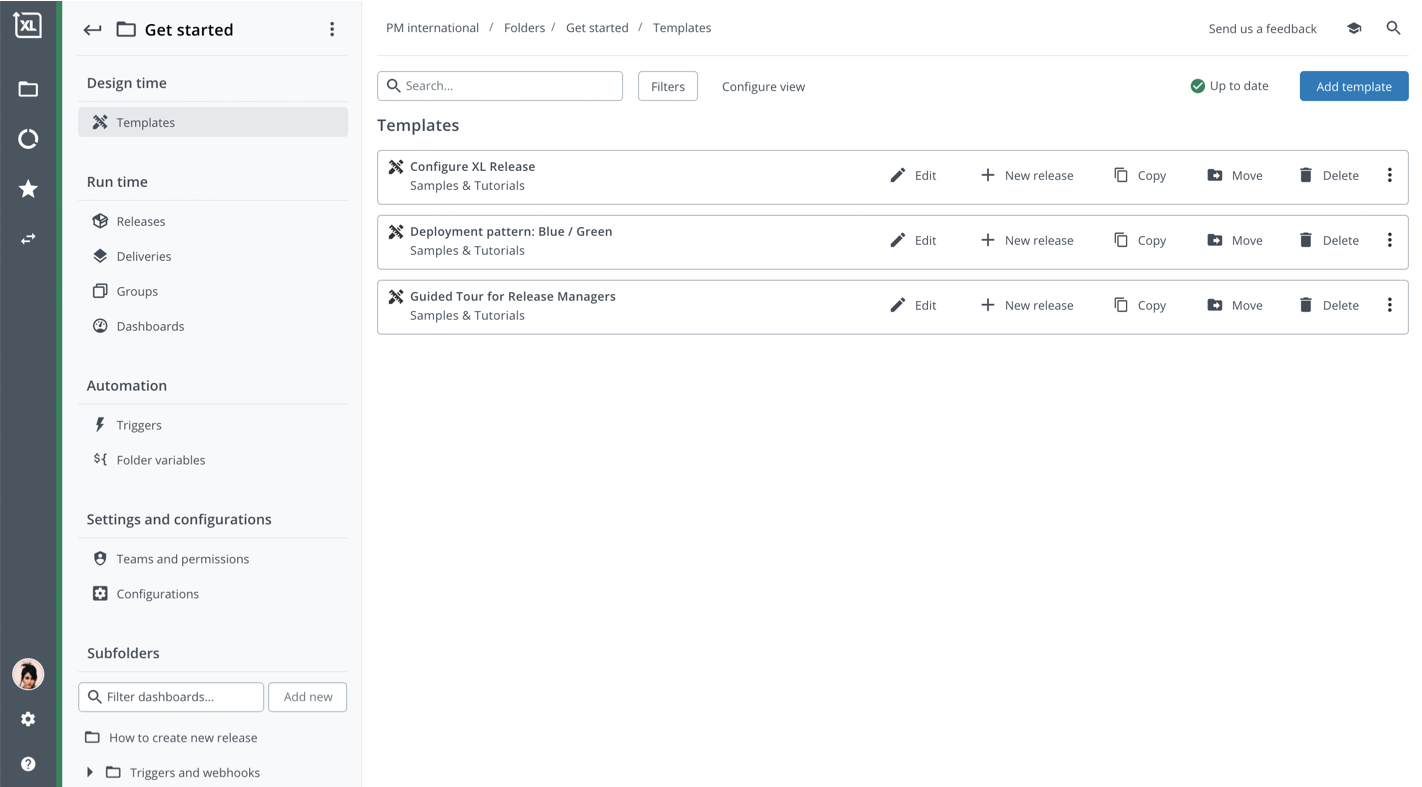 XL
Get started
Design time
Templates
Run time
Releases
Deliveries
Groups
Dashboards
Automation
Triggers
${ Folder variables
Settings and configurations
Teams and permissions
Configurations
Subfolders
Filter dashboards... Add new
How to create new release
Triggers and webhooks
PM international / Folders / Get started / Templates
Send us a feedback
Search... Filters Configure view Up to date Add template
Templates
Configure XL Release
Samples & Tutorials
Edit New release Copy Move Delete
Deployment pattern: Blue / Green
Samples & Tutorials
Edit New release Copy Move Delete
Guided Tour for Release Managers
Samples & Tutorials
Edit New release Copy Move Delete